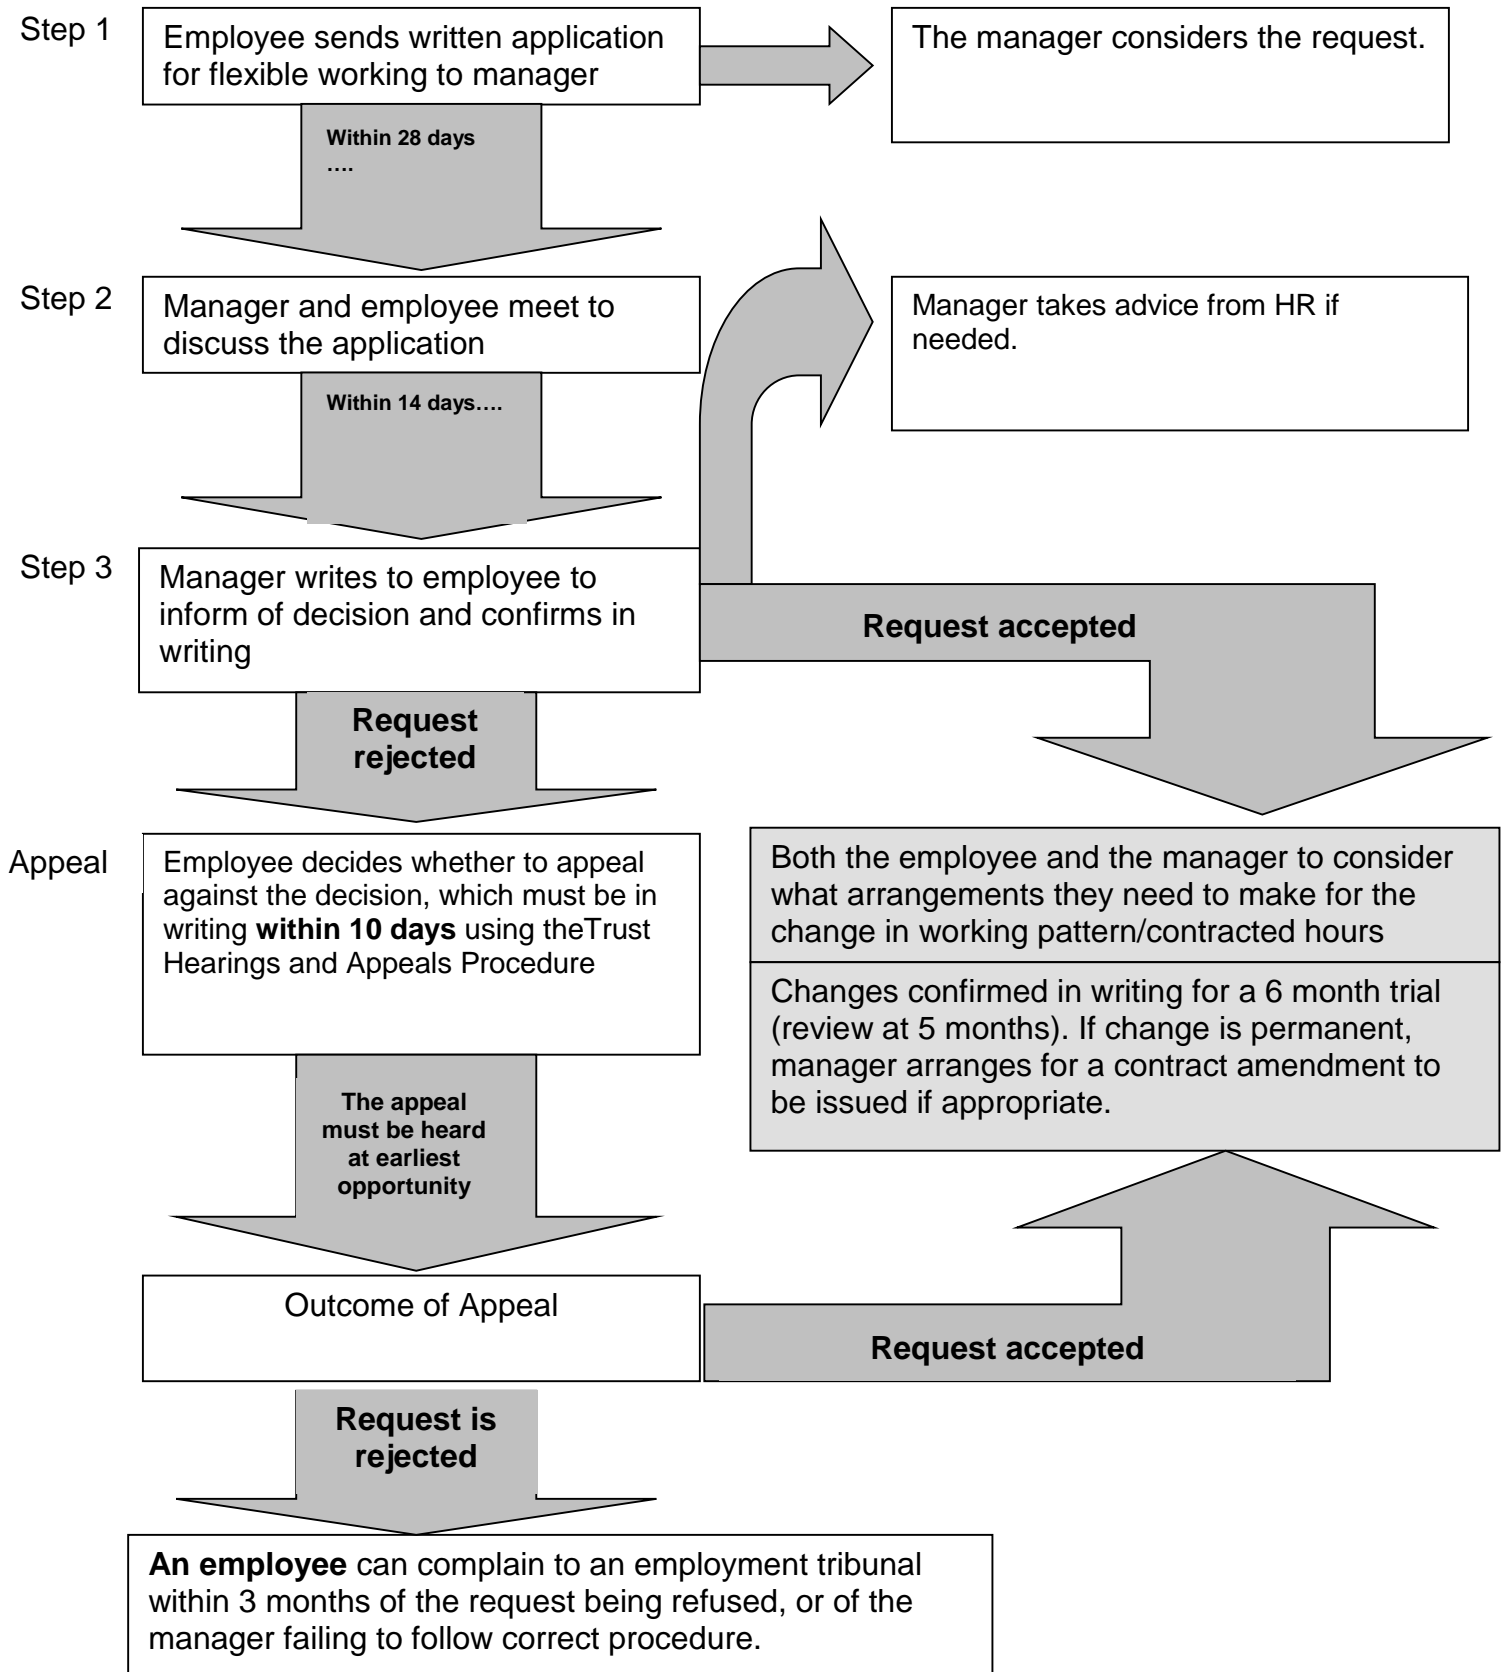 Step 1
Employee sends written application
for flexible working to manager
The manager considers the request.
Within 28 days
….
Step 2
Manager and employee meet to
discuss the application
Manager takes advice from HR if
needed.
Within 14 days….
Step 3
Manager writes to employee to
inform of decision and confirms in
writing
Request accepted
Request
rejected
Appeal
Employee decides whether to appeal
against the decision, which must be in
writing within 10 days using theTrust
Hearings and Appeals Procedure
Both the employee and the manager to consider
what arrangements they need to make for the
change in working pattern/contracted hours
Changes confirmed in writing for a 6 month trial
(review at 5 months). If change is permanent,
manager arranges for a contract amendment to
be issued if appropriate.
The appeal
must be heard
at earliest
opportunity
Outcome of Appeal
Request accepted
Request is
rejected
An employee can complain to an employment tribunal
within 3 months of the request being refused, or of the
manager failing to follow correct procedure.